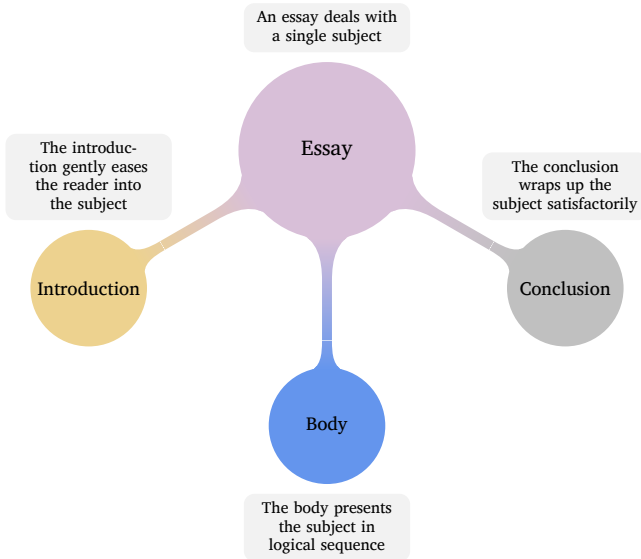 An essay deals with
a single subject
Essay
The introduc-
tion gently eases
the reader into
the subject
Introduction
The conclusion
wraps up the
subject satisfactorily
Conclusion
Body
The body presents
the subject in
logical sequence